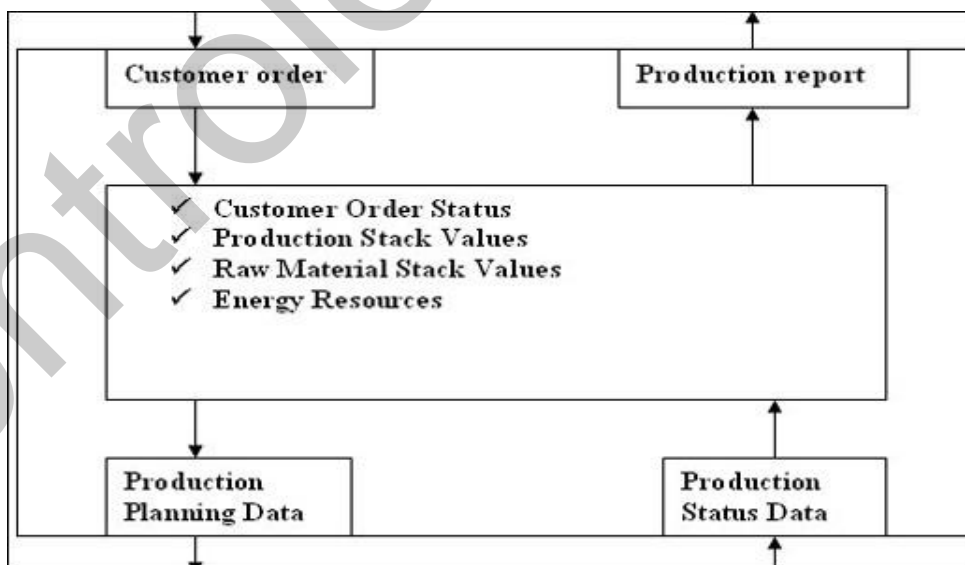 Customer order
Production report
✓ Customer Order Status
✓ Production Stack Values
✓ Raw Material Stack Values
✓ Energy Resources
Production
Planning Data
Production
Status Data